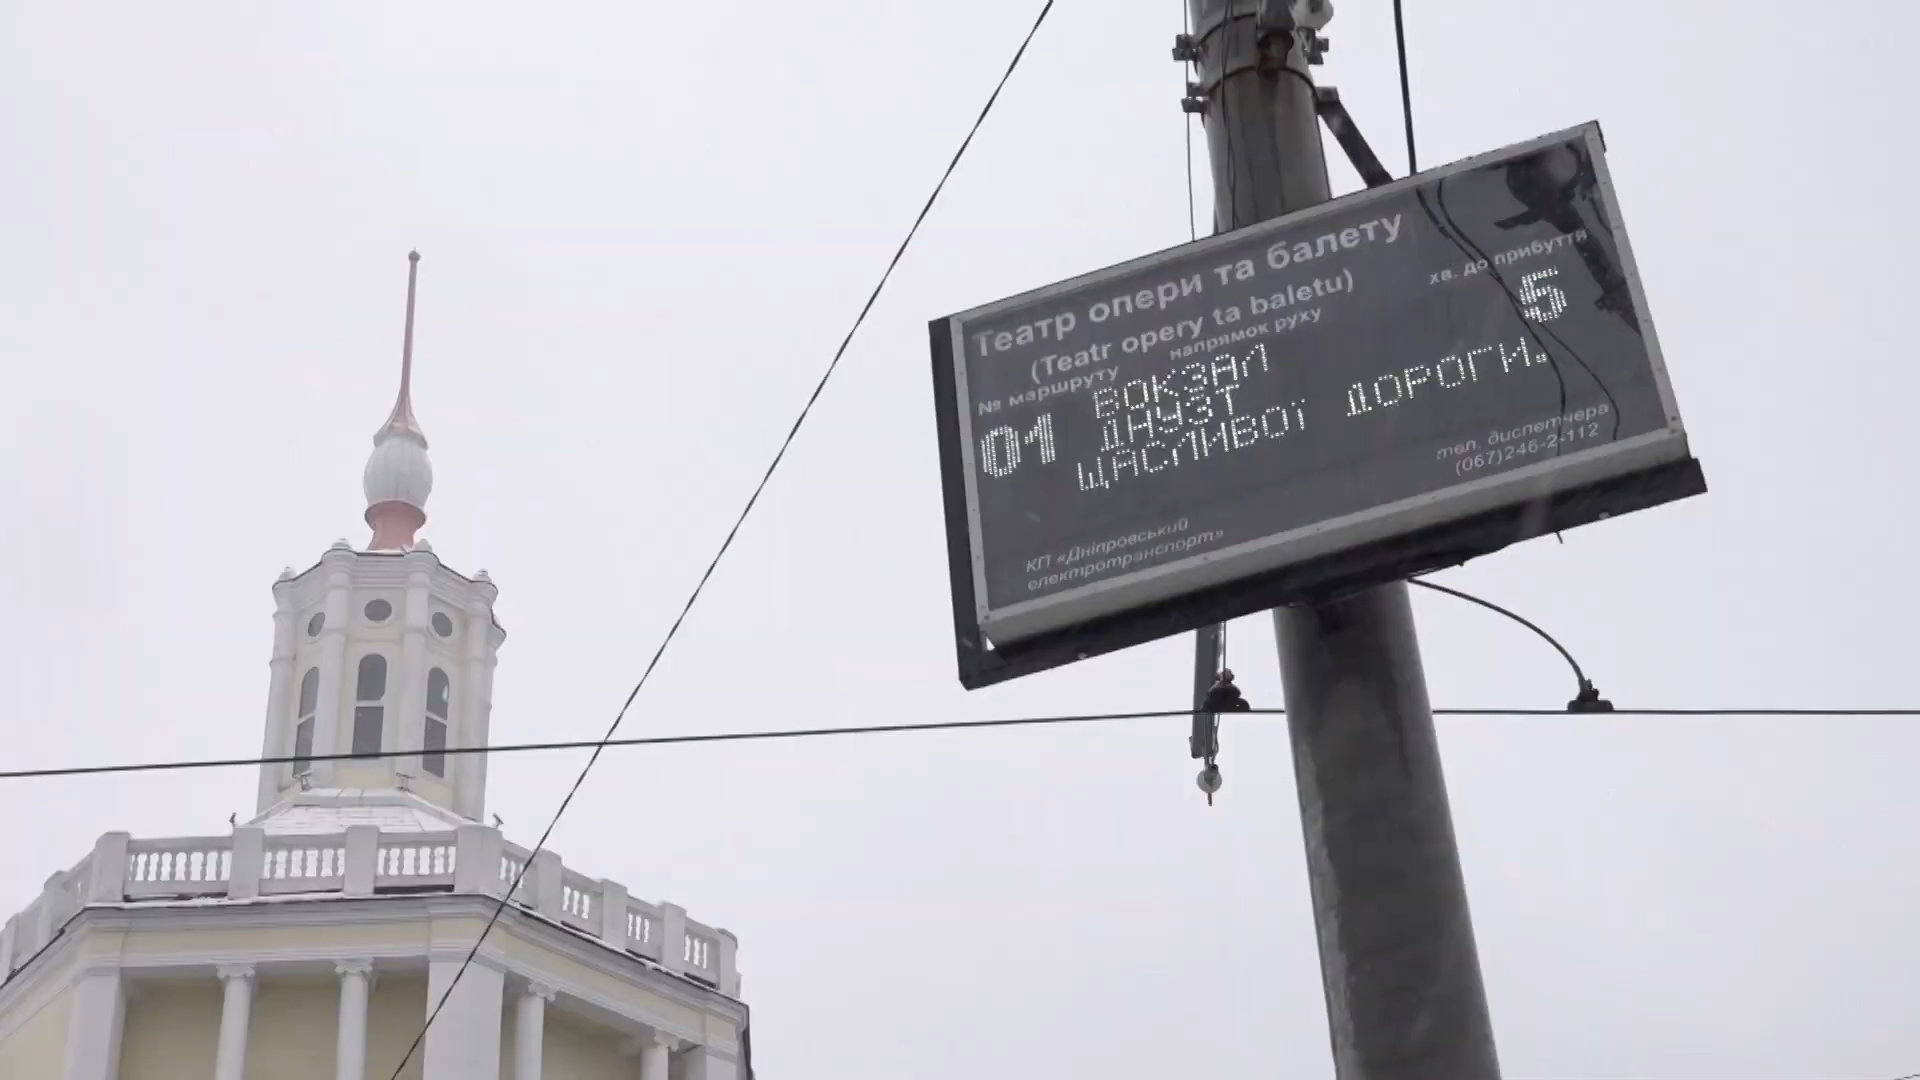 Театр опери та балету
(Teatr opery ta baletu)
№ маршруту напрямок руху хв. до прибуття
01 ВОКЗАЛ 5
ДНУЗТ
ЩАСЛИВОЇ ДОРОГИ.
тел. диспетчера
(067)246-2-112
КП «Дніпровський
електротранспорт»